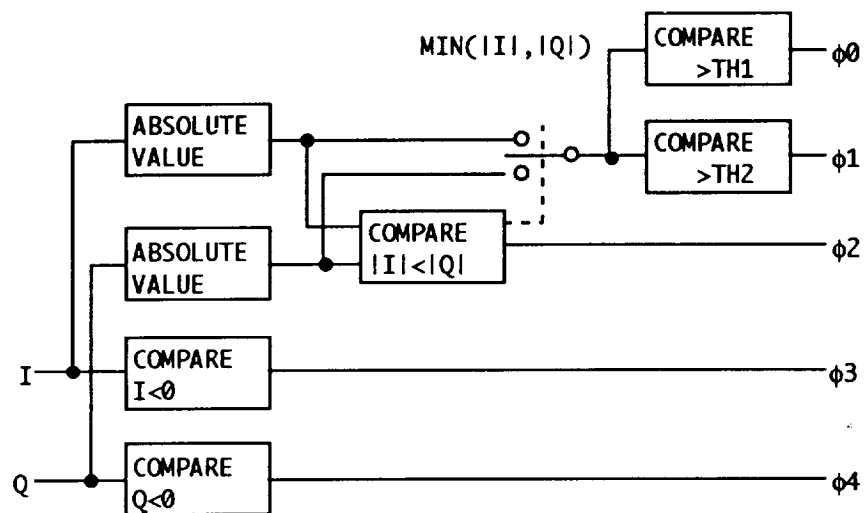 MIN(|I|,|Q|)
COMPARE
>TH1
ϕ0
ABSOLUTE
VALUE
COMPARE
>TH2
ϕ1
ABSOLUTE
VALUE
COMPARE
|I|<|Q|
ϕ2
I
COMPARE
I<0
ϕ3
Q
COMPARE
Q<0
ϕ4